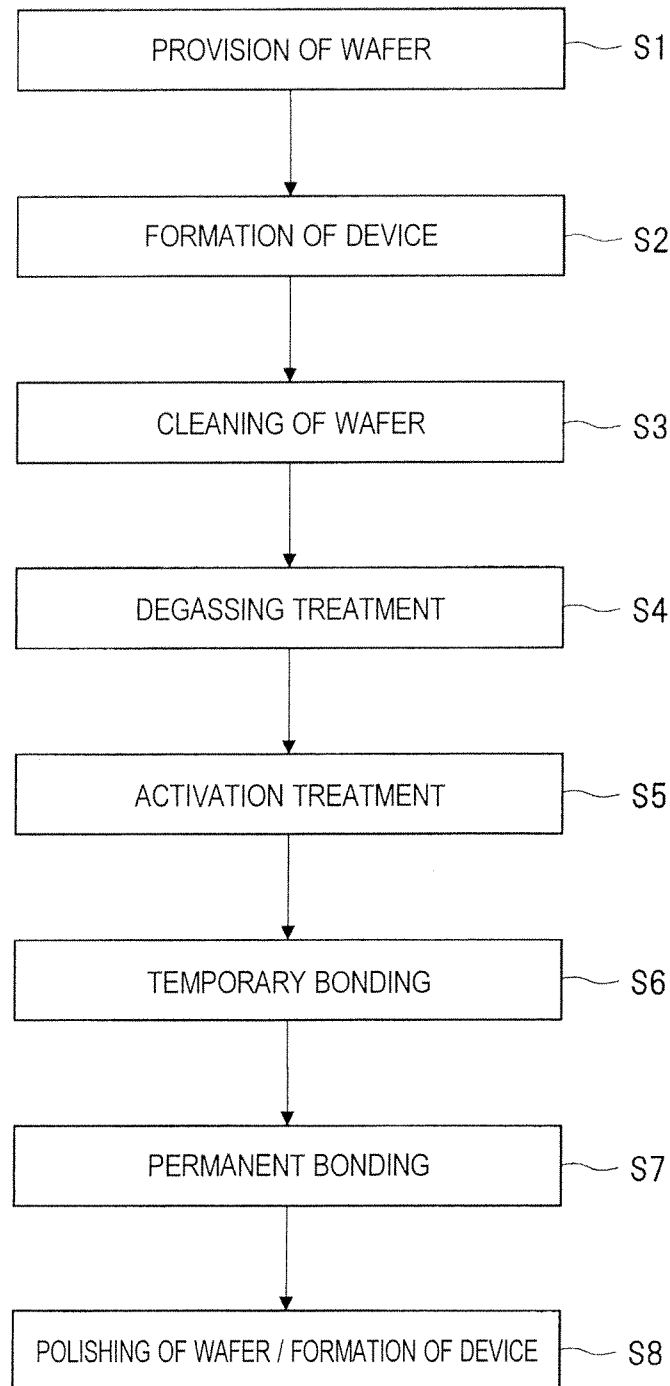 PROVISION OF WAFER S1
FORMATION OF DEVICE S2
CLEANING OF WAFER S3
DEGASSING TREATMENT S4
ACTIVATION TREATMENT S5
TEMPORARY BONDING S6
PERMANENT BONDING S7
POLISHING OF WAFER / FORMATION OF DEVICE S8